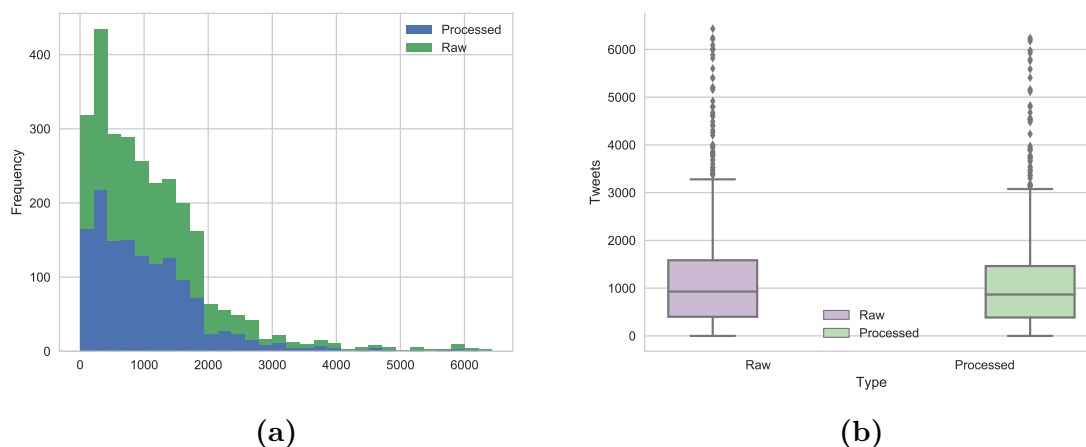 Processed
Raw
400
300
200
100
0
Frequency
0 1000 2000 3000 4000 5000 6000
(a)
6000
5000
4000
3000
2000
1000
0
Tweets
Raw
Processed
Raw Processed
Type
(b)